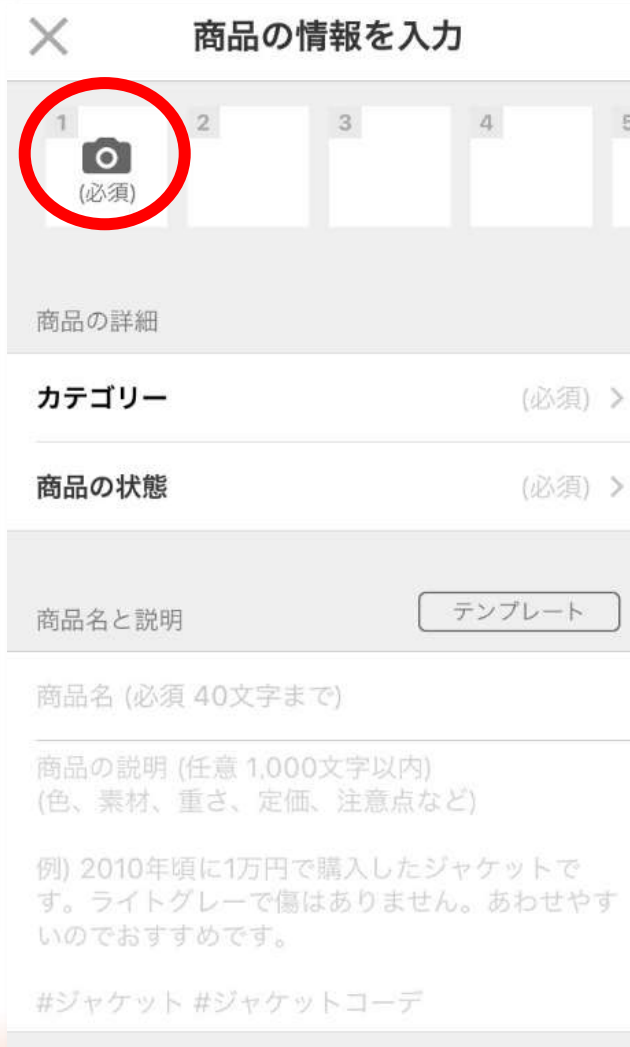 商品の情報を入力
1 2 3 4 5
(必須)
商品の詳細
カテゴリー (必須)
商品の状態 (必須)
商品名と説明 テンプレート
商品名 (必須 40文字まで)
商品の説明 (任意 1,000文字以内)
(色、素材、重さ、定価、注意点など)
例) 2010年頃に1万円で購入したジャケットで
す。ライトグレーで傷はありません。あわせやす
いのでおすすめです。
#ジャケット #ジャケットコーデ